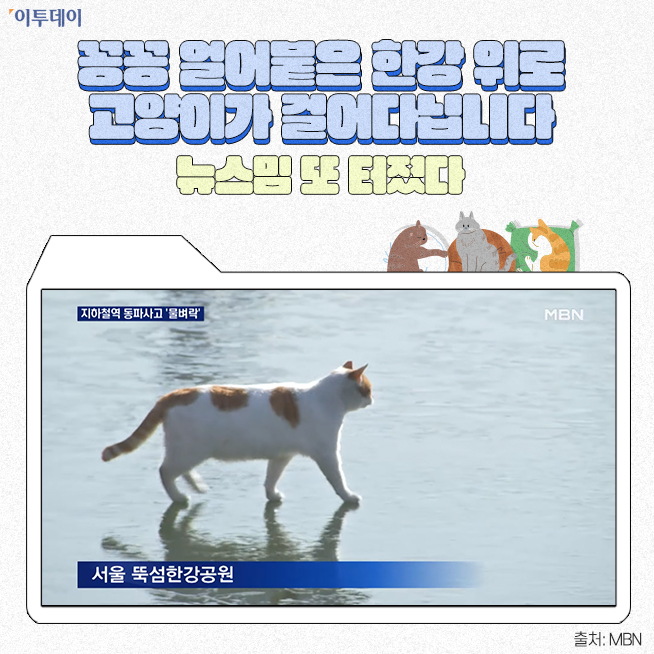 이투데이
꽁꽁 얼어붙은 한강 위로
고양이가 걸어다닙니다
뉴스밈 또 터졌다
지하철역 동파사고 '물벼락'
MBN
서울 뚝섬한강공원
출처: MBN